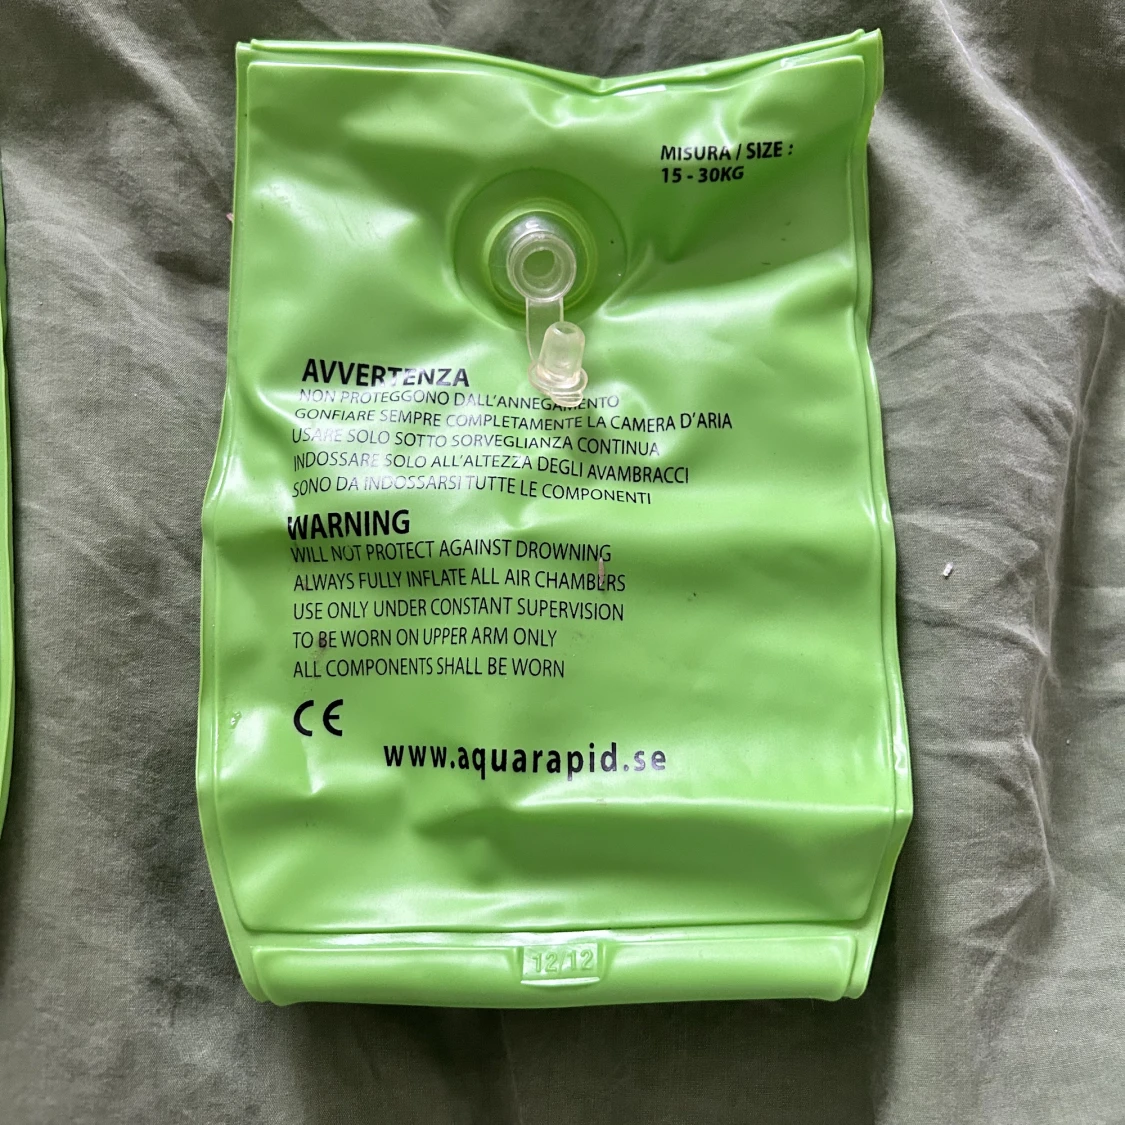 MISURA / SIZE :
15 - 30KG
AVVERTENZA
NON PROTEGGONO DALL'ANNEGAMENTO
GONFIARE SEMPRE COMPLETAMENTE LA CAMERA D'ARIA
USARE SOLO SOTTO SORVEGLIANZA CONTINUA
INDOSSARE SOLO ALL'ALTEZZA DEGLI AVAMBRACCI
SONO DA INDOSSARSI TUTTE LE COMPONENTI
WARNING
WILL NOT PROTECT AGAINST DROWNING
ALWAYS FULLY INFLATE ALL AIR CHAMBERS
USE ONLY UNDER CONSTANT SUPERVISION
TO BE WORN ON UPPER ARM ONLY
ALL COMPONENTS SHALL BE WORN
CE
www.aquarapid.se
12/12